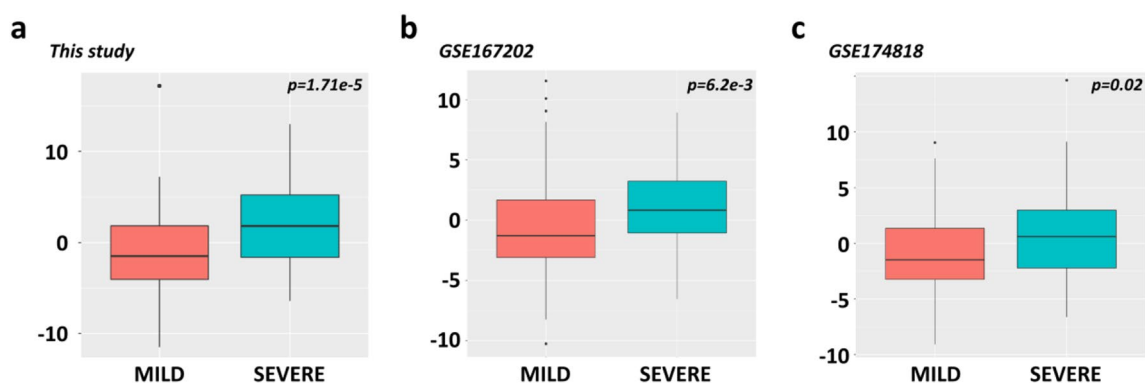 a
This study
p=1.71e-5
10
0
-10
MILD SEVERE
b
GSE167202
p=6.2e-3
10
5
0
-5
-10
MILD SEVERE
c
GSE174818
p=0.02
10
5
0
-5
-10
MILD SEVERE